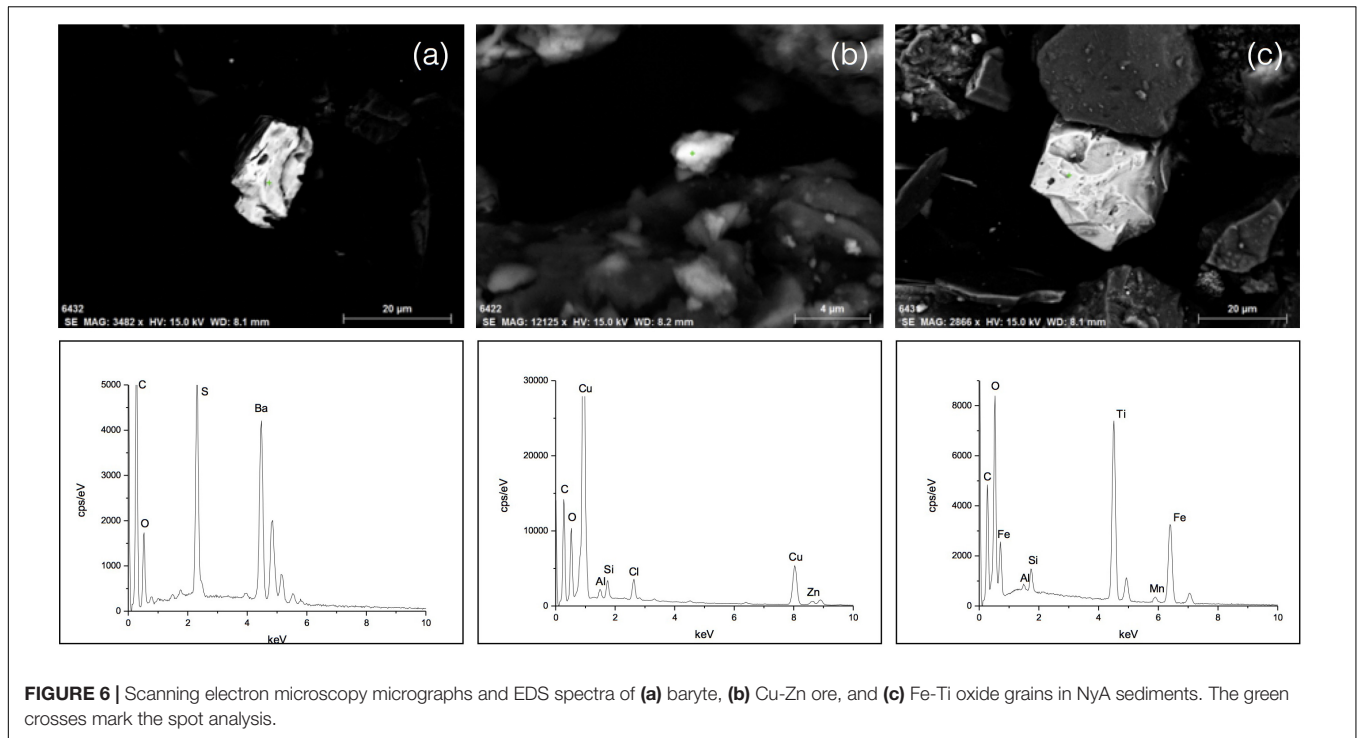 (a)
(b)
(c)
6432
20 µm
SE MAG: 3482 x HV: 15.0 kV WD: 8.1 mm
6422
4 µm
SE MAG: 12125 x HV: 15.0 kV WD: 8.2 mm
643
20 µm
SE MAG: 2866 x HV: 15.0 kV WD: 8.1 mm
5000
4000
3000
2000
1000
0
cps/eV
C
O
S
Ba
0 2 4 6 8 10
keV
30000
20000
10000
0
cps/eV
Cu
C
O
Al
Si
Cl
Cu
Zn
0 2 4 6 8 10
keV
8000
6000
4000
2000
0
cps/eV
O
C
Fe
Al
Si
Ti
Mn
Fe
0 2 4 6 8 10
keV
FIGURE 6 | Scanning electron microscopy micrographs and EDS spectra of (a) baryte, (b) Cu-Zn ore, and (c) Fe-Ti oxide grains in NyA sediments. The green
crosses mark the spot analysis.